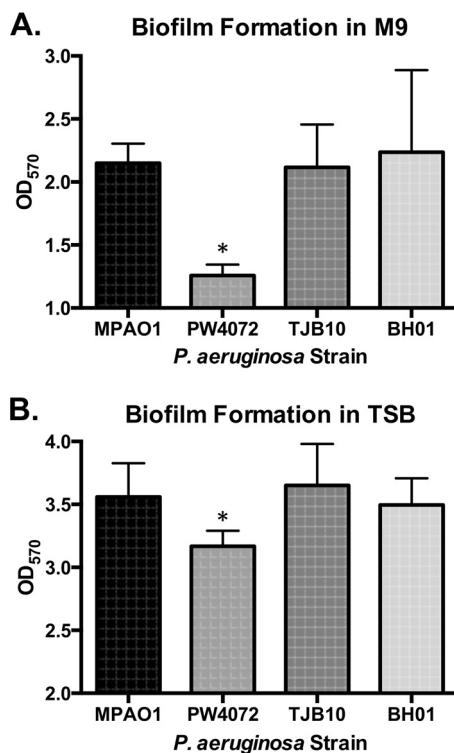 A.
Biofilm Formation in M9
3.0
2.5
2.0
1.5
1.0
OD570
*
MPAO1 PW4072 TJB10 BH01
P. aeruginosa Strain
B.
Biofilm Formation in TSB
4.0
3.5
3.0
2.5
2.0
OD570
*
MPAO1 PW4072 TJB10 BH01
P. aeruginosa Strain